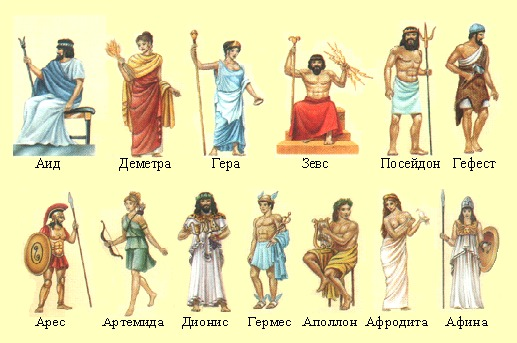 Аид Деметра Гера Зевс Посейдон Гефест
Арес Артемида Дионис Гермес Аполлон Афродита Афина